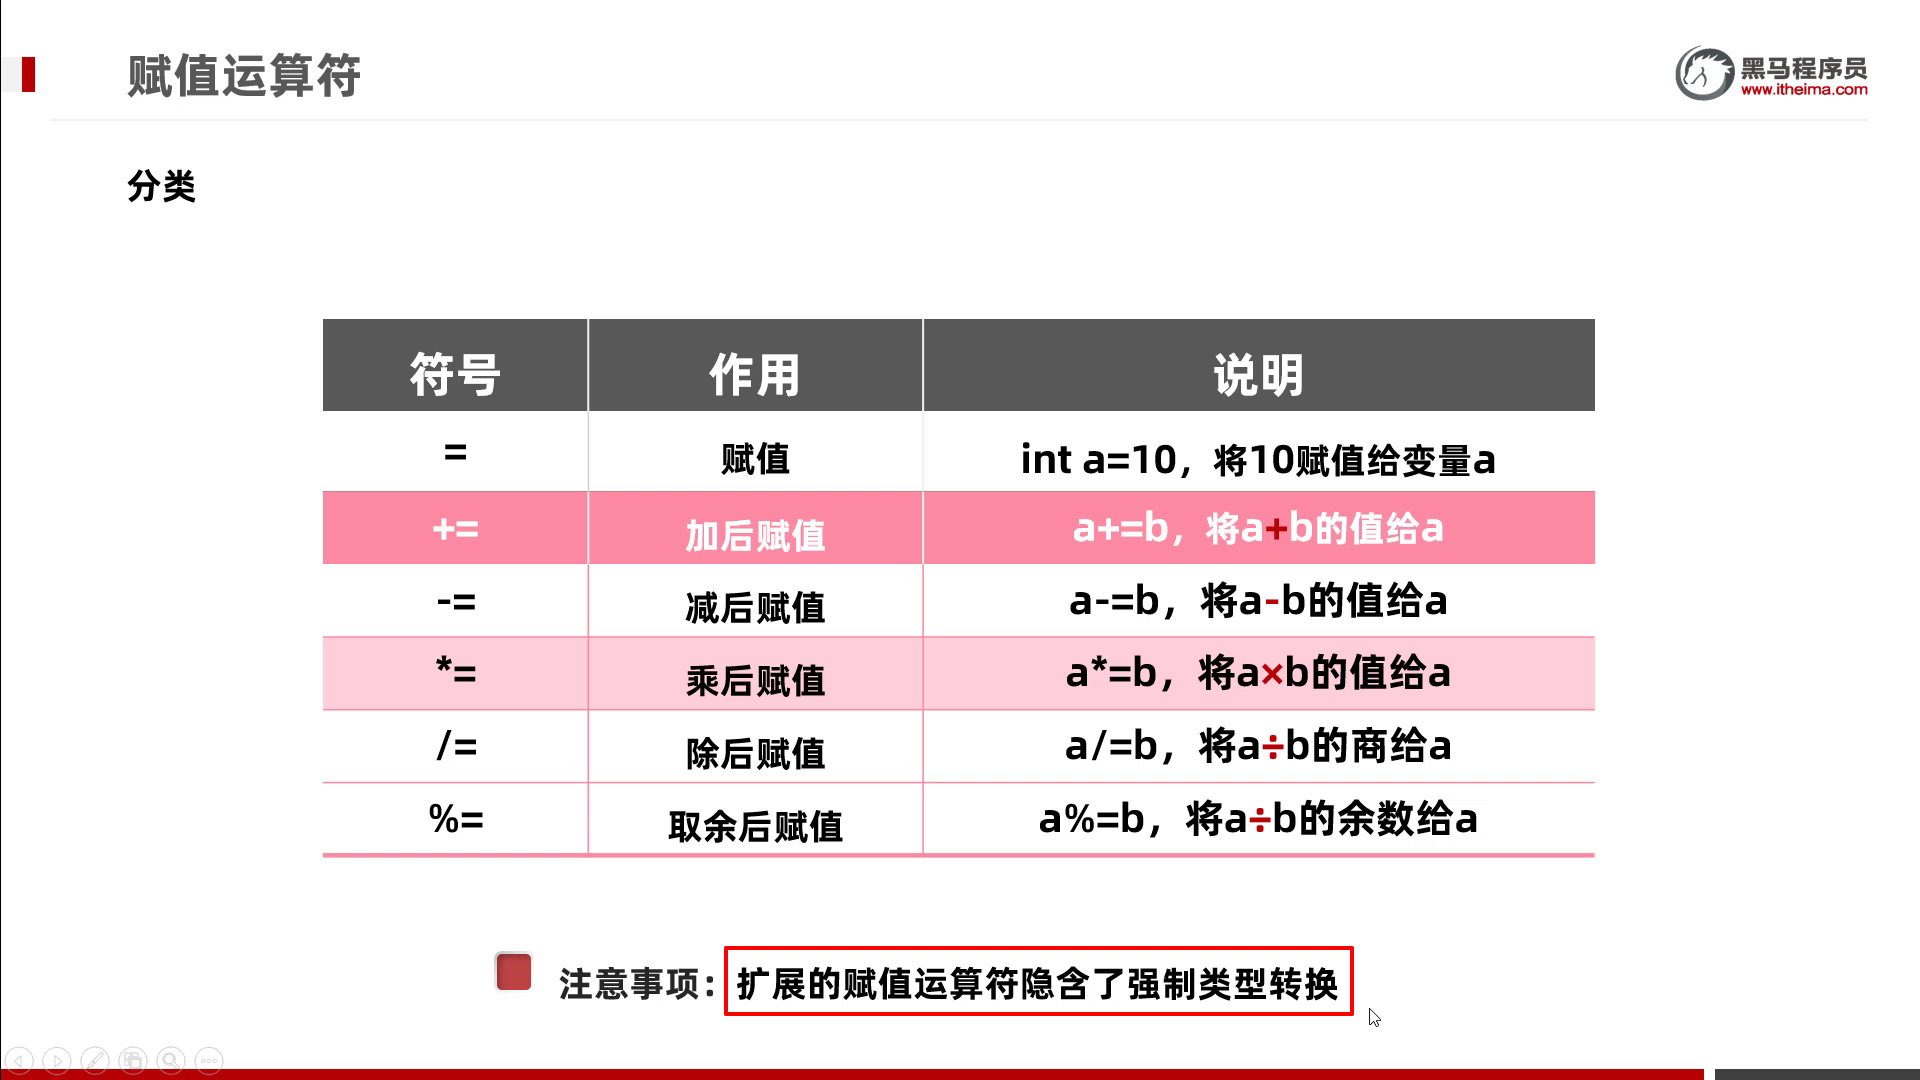 赋值运算符
黑马程序员
www.itheima.com
分类
符号 作用 说明
= 赋值 int a=10，将10赋值给变量a
+= 加后赋值 a+=b，将a+b的值给a
-= 减后赋值 a-=b，将a-b的值给a
*= 乘后赋值 a*=b，将a×b的值给a
/= 除后赋值 a/=b，将a÷b的商给a
%= 取余后赋值 a%=b，将a÷b的余数给a
注意事项：扩展的赋值运算符隐含了强制类型转换